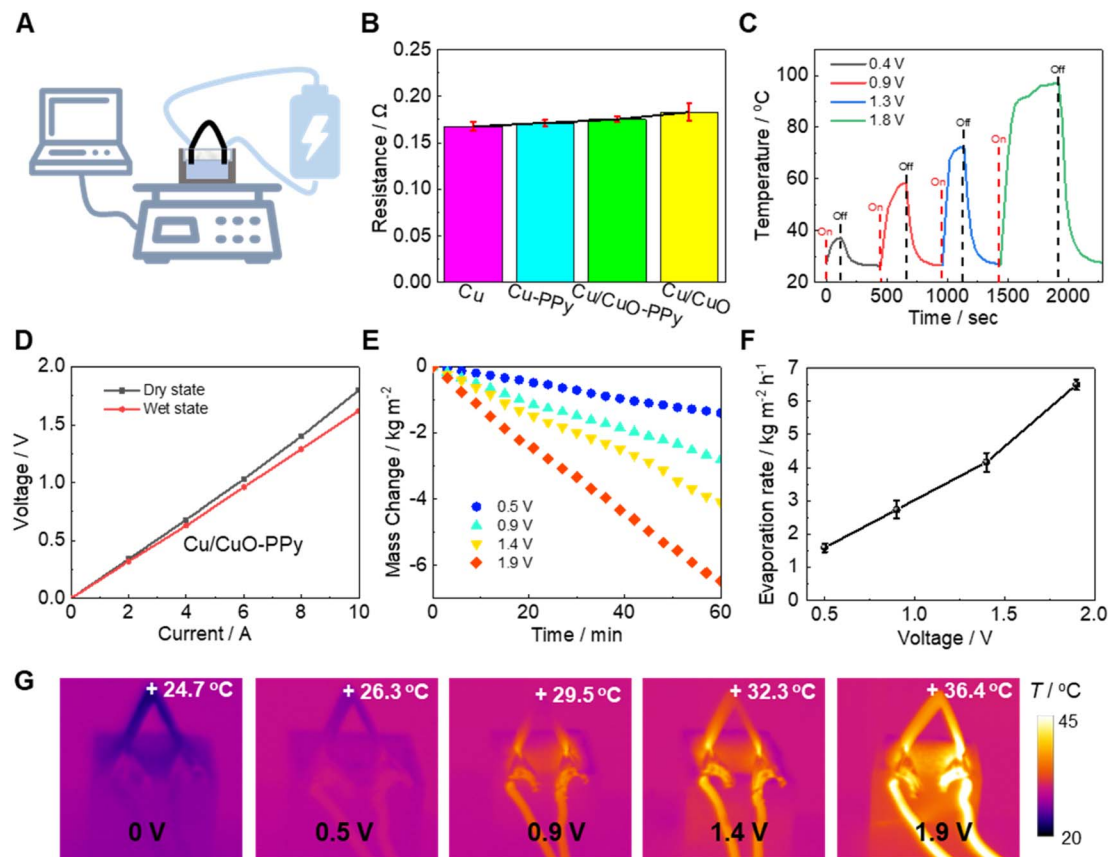 A
B
Resistance / Ω
0.25
0.20
0.15
0.10
0.05
0.00
Cu
Cu-PPy
Cu/CuO-PPy
Cu/CuO
C
Temperature / °C
100
80
60
40
20
0.4 V
0.9 V
1.3 V
1.8 V
On
Off
On
Off
On
Off
On
Off
0 500 1000 1500 2000
Time / sec
D
Voltage / V
2.0
1.5
1.0
0.5
0.0
Dry state
Wet state
Cu/CuO-PPy
0 2 4 6 8 10
Current / A
E
Mass Change / kg m-2
0
-2
-4
-6
0.5 V
0.9 V
1.4 V
1.9 V
0 20 40 60
Time / min
F
Evaporation rate / kg m-2 h-1
7
6
5
4
3
2
1
0
0.5 1.0 1.5 2.0
Voltage / V
G
+ 24.7 °C
0 V
+ 26.3 °C
0.5 V
+ 29.5 °C
0.9 V
+ 32.3 °C
1.4 V
+ 36.4 °C
1.9 V
T / °C
45
20